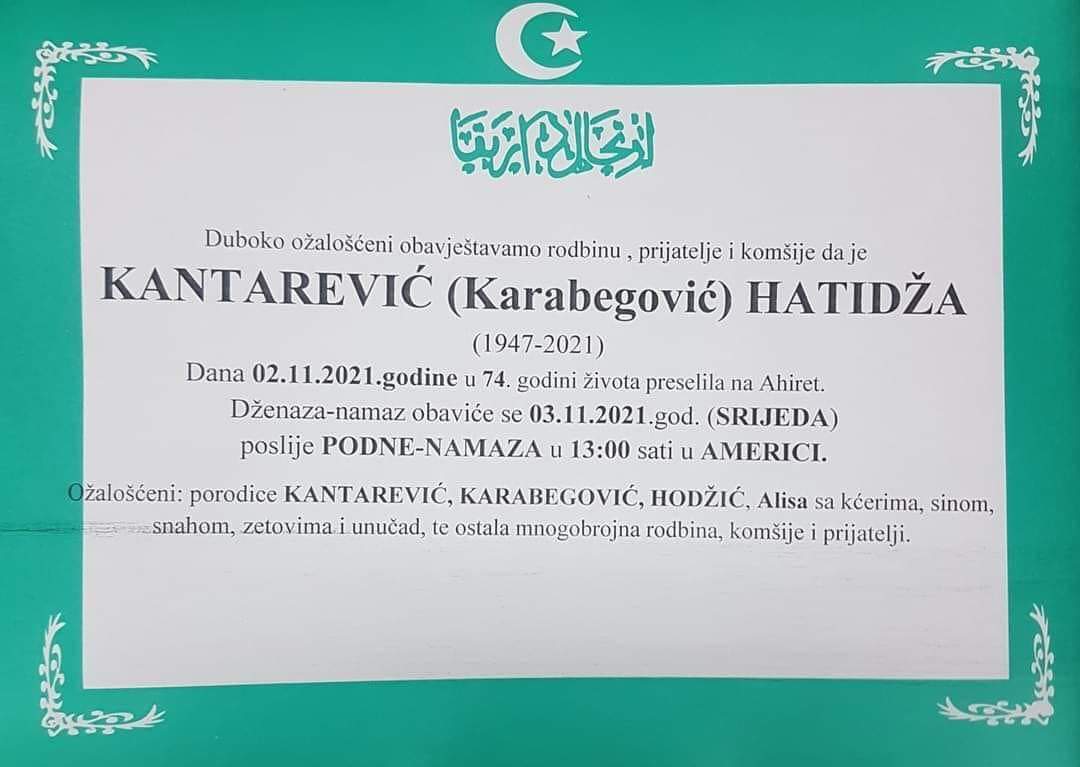 Duboko ožalošćeni obavještavamo rodbinu , prijatelje i komšije da je
KANTAREVIĆ (Karabegović) HATIDŽA
(1947-2021)
Dana 02.11.2021.godine u 74. godini života preselila na Ahiret.
Dženaza-namaz obaviće se 03.11.2021.god. (SRIJEDA)
poslije PODNE-NAMAZA u 13:00 sati u AMERICI.
Ožalošćeni: porodice KANTAREVIĆ, KARABEGOVIĆ, HODŽIĆ, Alisa sa kćerima, sinom,
snahom, zetovima i unučad, te ostala mnogobrojna rodbina, komšije i prijatelji.